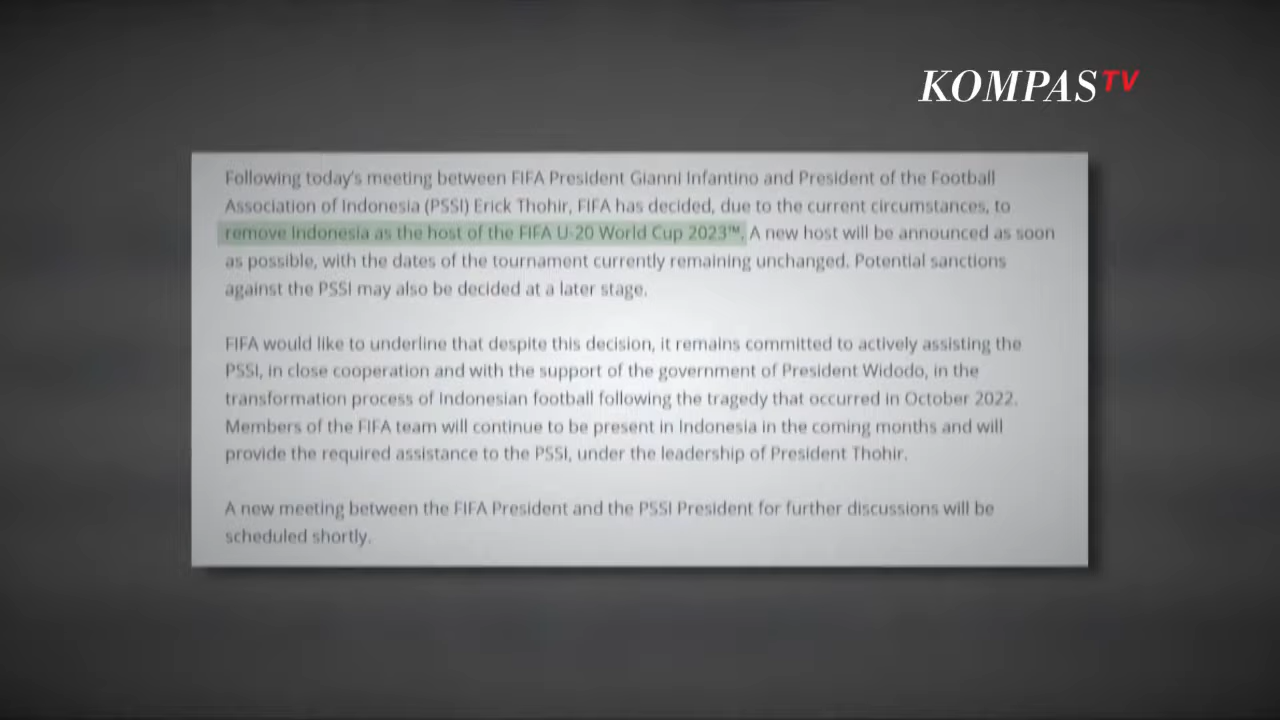 KOMPAS TV
Following today's meeting between FIFA President Gianni Infantino and President of the Football
Association of Indonesia (PSSI) Erick Thohir, FIFA has decided, due to the current circumstances, to
remove Indonesia as the host of the FIFA U-20 World Cup 2023™. A new host will be announced as soon
as possible, with the dates of the tournament currently remaining unchanged. Potential sanctions
against the PSSI may also be decided at a later stage.
FIFA would like to underline that despite this decision, it remains committed to actively assisting the
PSSI, in close cooperation and with the support of the government of President Widodo, in the
transformation process of Indonesian football following the tragedy that occurred in October 2022.
Members of the FIFA team will continue to be present in Indonesia in the coming months and will
provide the required assistance to the PSSI, under the leadership of President Thohir.
A new meeting between the FIFA President and the PSSI President for further discussions will be
scheduled shortly.